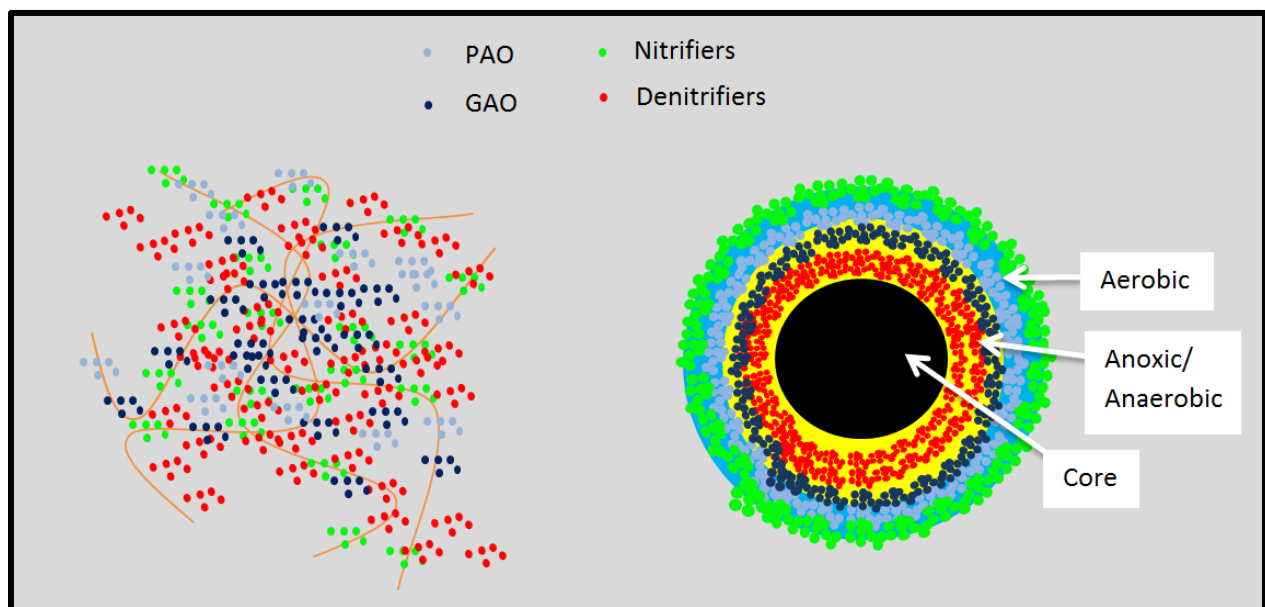 PAO
Nitrifiers
GAO
Denitrifiers
Aerobic
Anoxic/
Anaerobic
Core